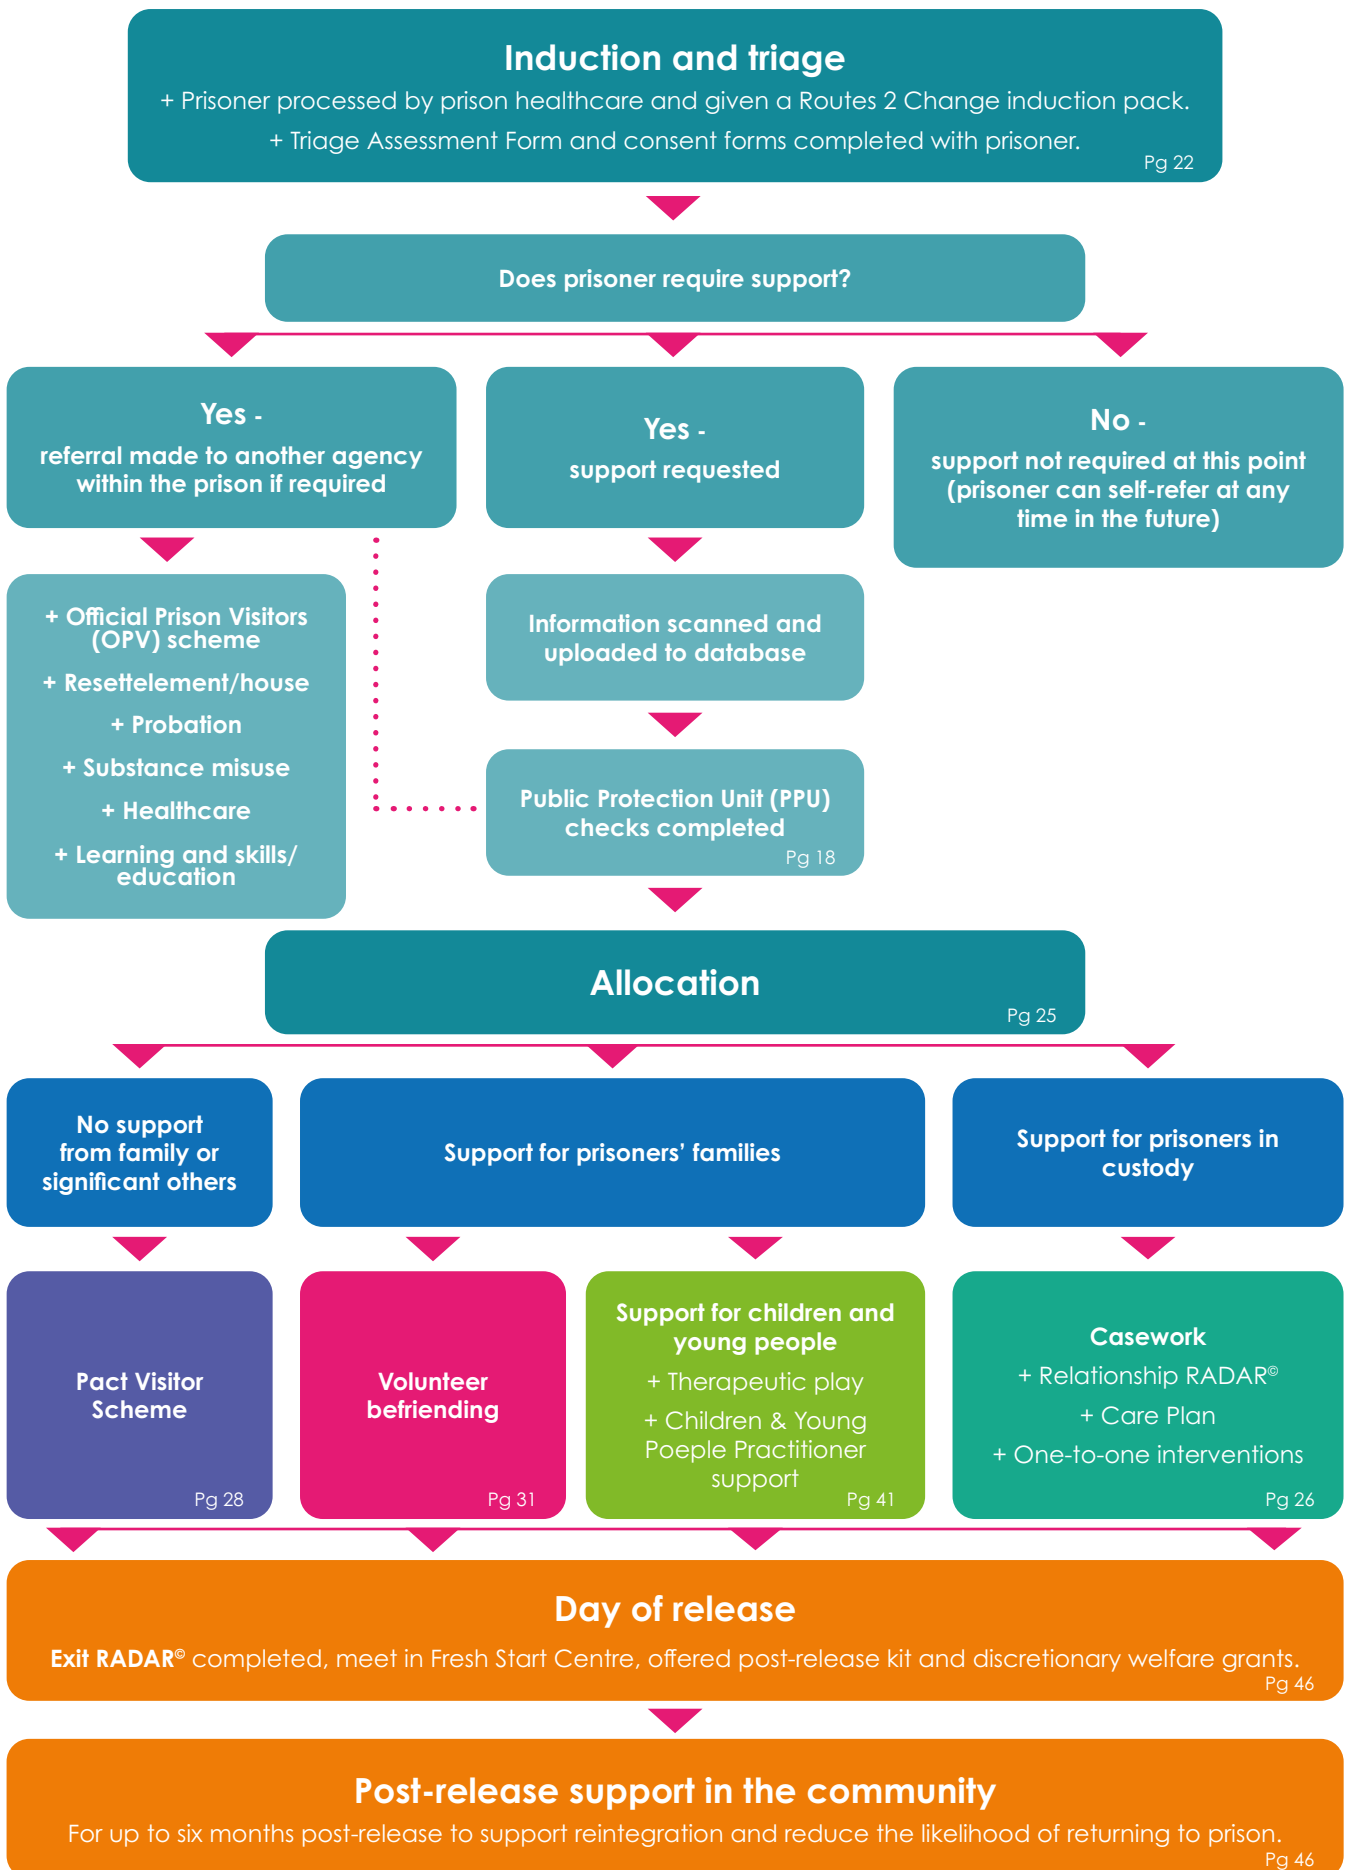 Induction and triage
+ Prisoner processed by prison healthcare and given a Routes 2 Change induction pack.
+ Triage Assessment Form and consent forms completed with prisoner.
Pg 22
Does prisoner require support?
Yes -
referral made to another agency
within the prison if required
Yes -
support requested
No -
support not required at this point
(prisoner can self-refer at any
time in the future)
+ Official Prison Visitors
(OPV) scheme
+ Resettelement/house
+ Probation
+ Substance misuse
+ Healthcare
+ Learning and skills/
education
Information scanned and
uploaded to database
Public Protection Unit (PPU)
checks completed
Pg 18
Allocation
Pg 25
No support
from family or
significant others
Support for prisoners' families
Support for prisoners in
custody
Pact Visitor
Scheme
Pg 28
Volunteer
befriending
Pg 31
Support for children and
young people
+ Therapeutic play
+ Children & Young
Poeple Practitioner
support
Pg 41
Casework
+ Relationship RADAR©
+ Care Plan
+ One-to-one interventions
Pg 26
Day of release
Exit RADAR© completed, meet in Fresh Start Centre, offered post-release kit and discretionary welfare grants.
Pg 46
Post-release support in the community
For up to six months post-release to support reintegration and reduce the likelihood of returning to prison.
Pg 46